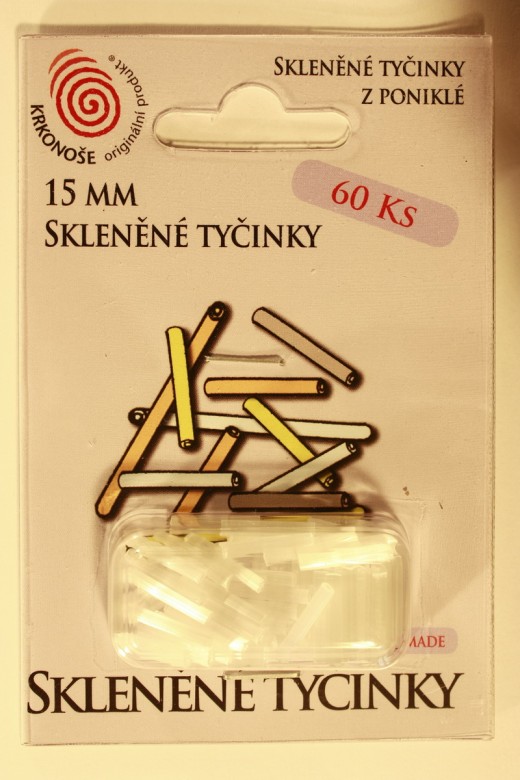 KRKONOŠE originální produkt®
SKLENĚNÉ TYČINKY
Z PONIKLÉ
15 MM
SKLENĚNÉ TYČINKY
60 KS
MADE
SKLENĚNÉ TYČINKY